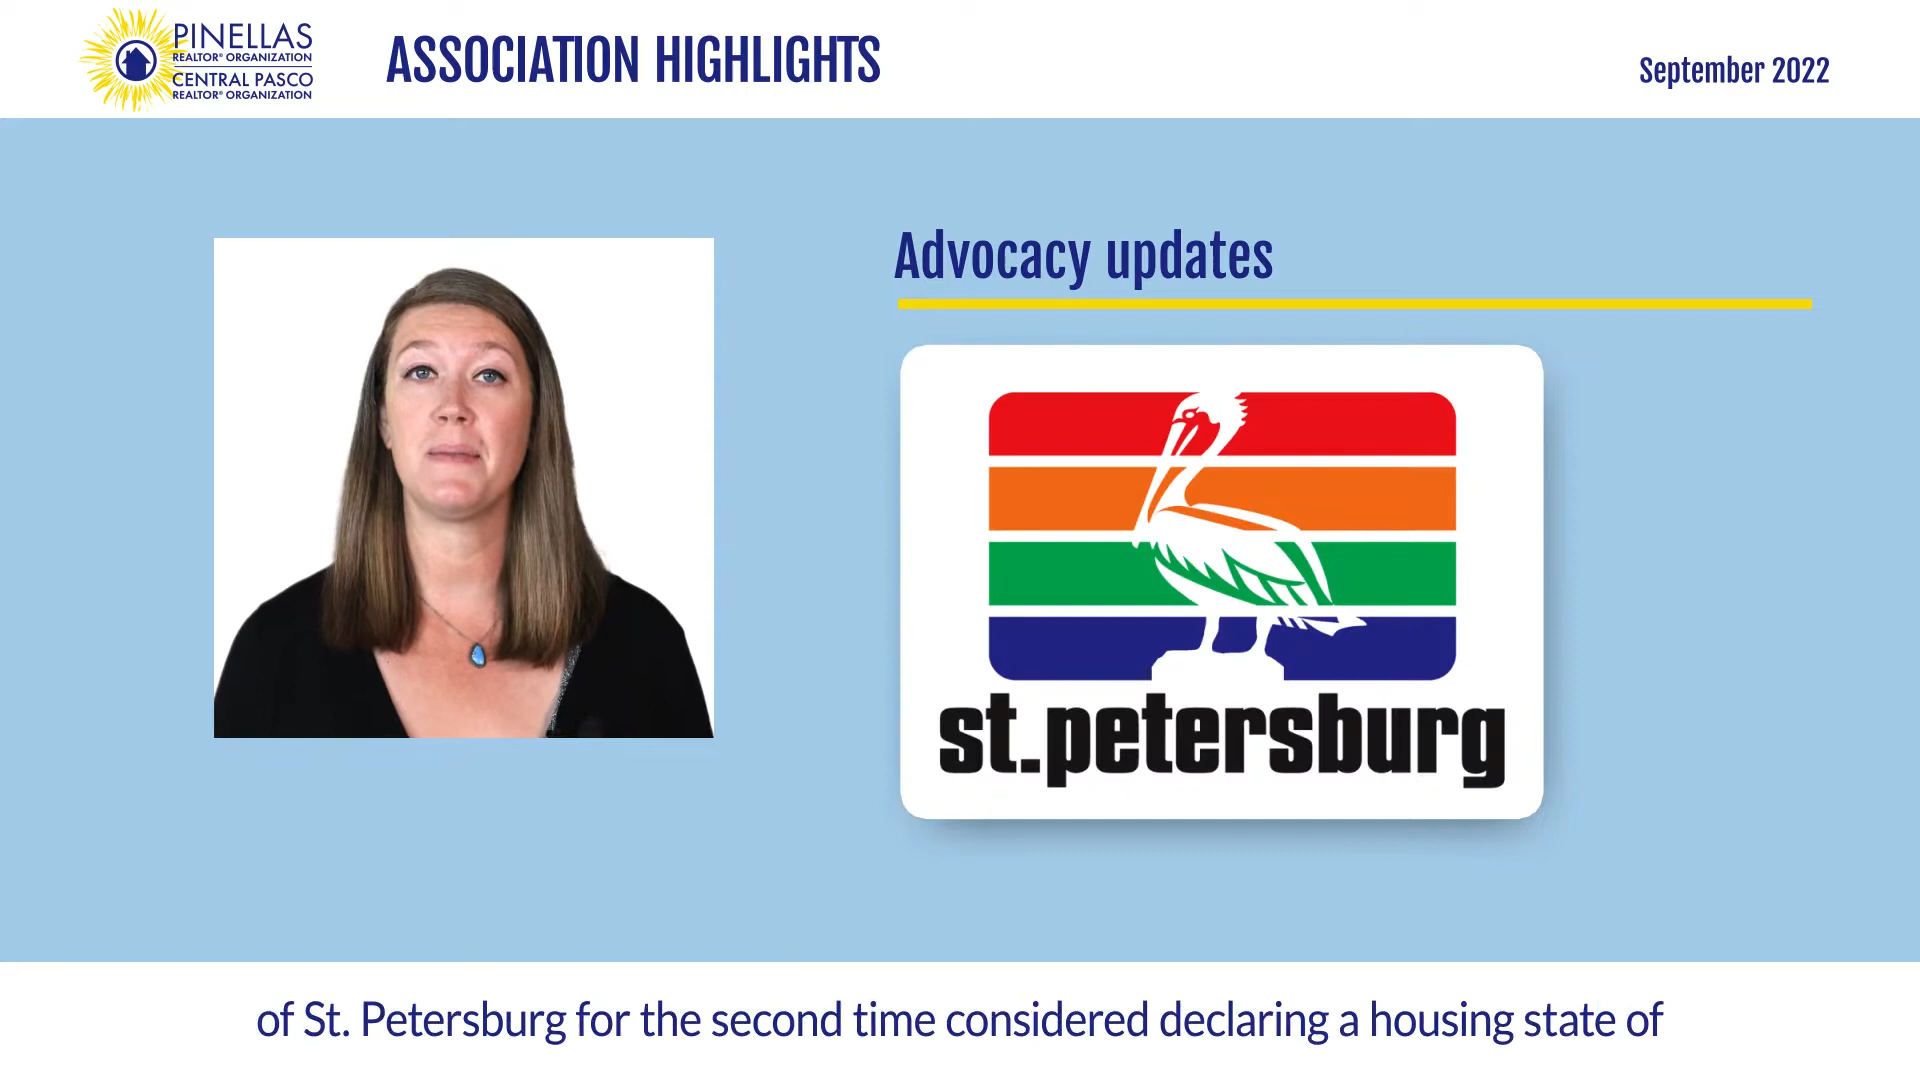 PINELLAS
REALTOR® ORGANIZATION
CENTRAL PASCO
REALTOR® ORGANIZATION
ASSOCIATION HIGHLIGHTS
September 2022
Advocacy updates
st.petersburg
of St. Petersburg for the second time considered declaring a housing state of